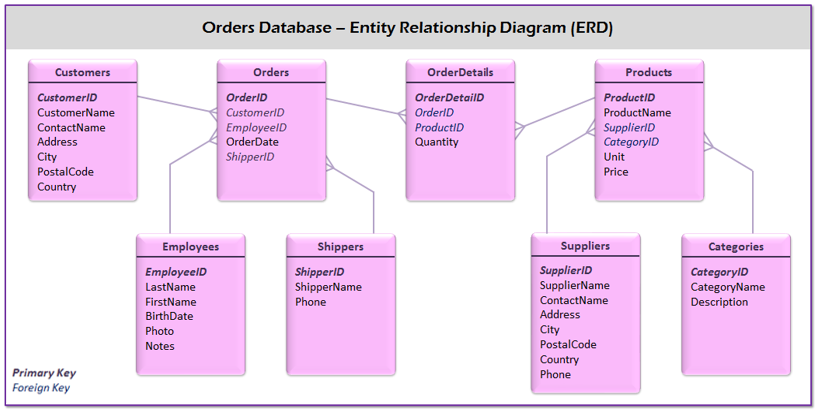 Orders Database – Entity Relationship Diagram (ERD)
Customers
CustomerID
CustomerName
ContactName
Address
City
PostalCode
Country
Orders
OrderID
CustomerID
EmployeeID
OrderDate
ShipperID
OrderDetails
OrderDetailID
OrderID
ProductID
Quantity
Products
ProductID
ProductName
SupplierID
CategoryID
Unit
Price
Employees
EmployeeID
LastName
FirstName
BirthDate
Photo
Notes
Shippers
ShipperID
ShipperName
Phone
Suppliers
SupplierID
SupplierName
ContactName
Address
City
PostalCode
Country
Phone
Categories
CategoryID
CategoryName
Description
Primary Key
Foreign Key